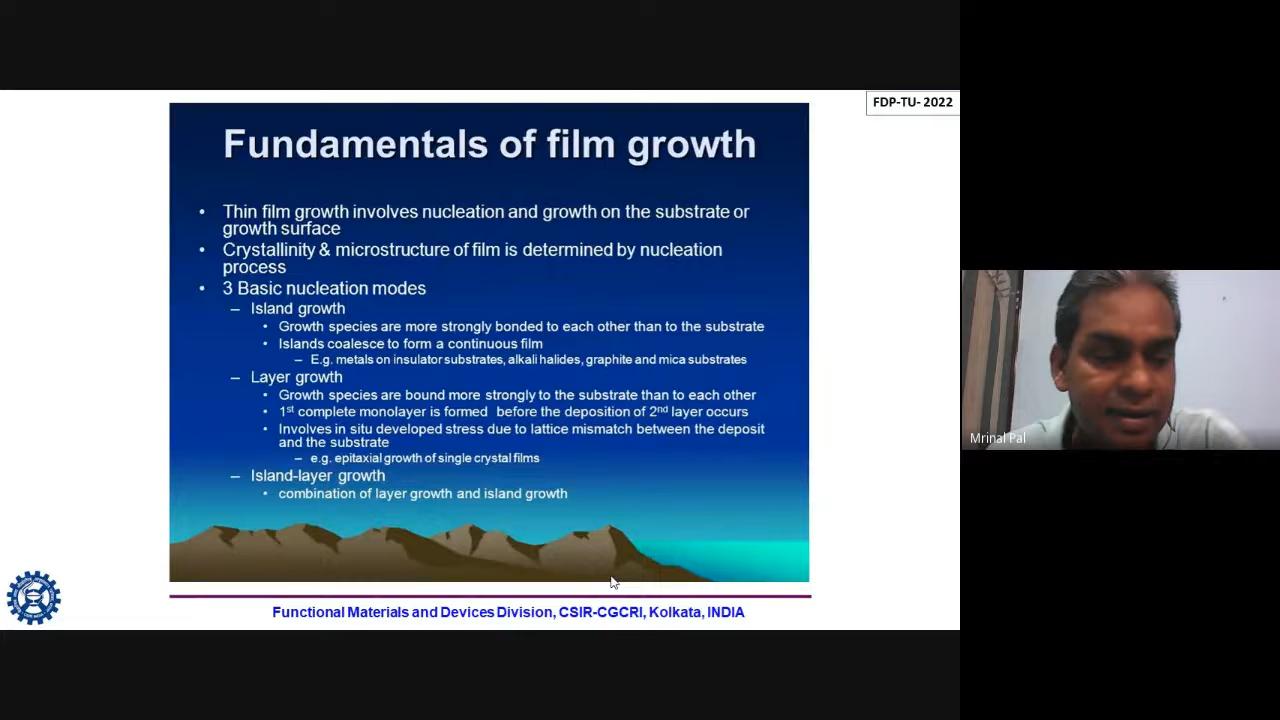 FDP-TU- 2022
Fundamentals of film growth
• Thin film growth involves nucleation and growth on the substrate or
growth surface
• Crystallinity & microstructure of film is determined by nucleation
process
• 3 Basic nucleation modes
– Island growth
• Growth species are more strongly bonded to each other than to the substrate
• Islands coalesce to form a continuous film
– E.g. metals on insulator substrates, alkali halides, graphite and mica substrates
– Layer growth
• Growth species are bound more strongly to the substrate than to each other
• 1st complete monolayer is formed before the deposition of 2nd layer occurs
• Involves in situ developed stress due to lattice mismatch between the deposit
and the substrate
– e.g. epitaxial growth of single crystal films
– Island-layer growth
• combination of layer growth and island growth
Functional Materials and Devices Division, CSIR-CGCRI, Kolkata, INDIA
Mrinal Pal